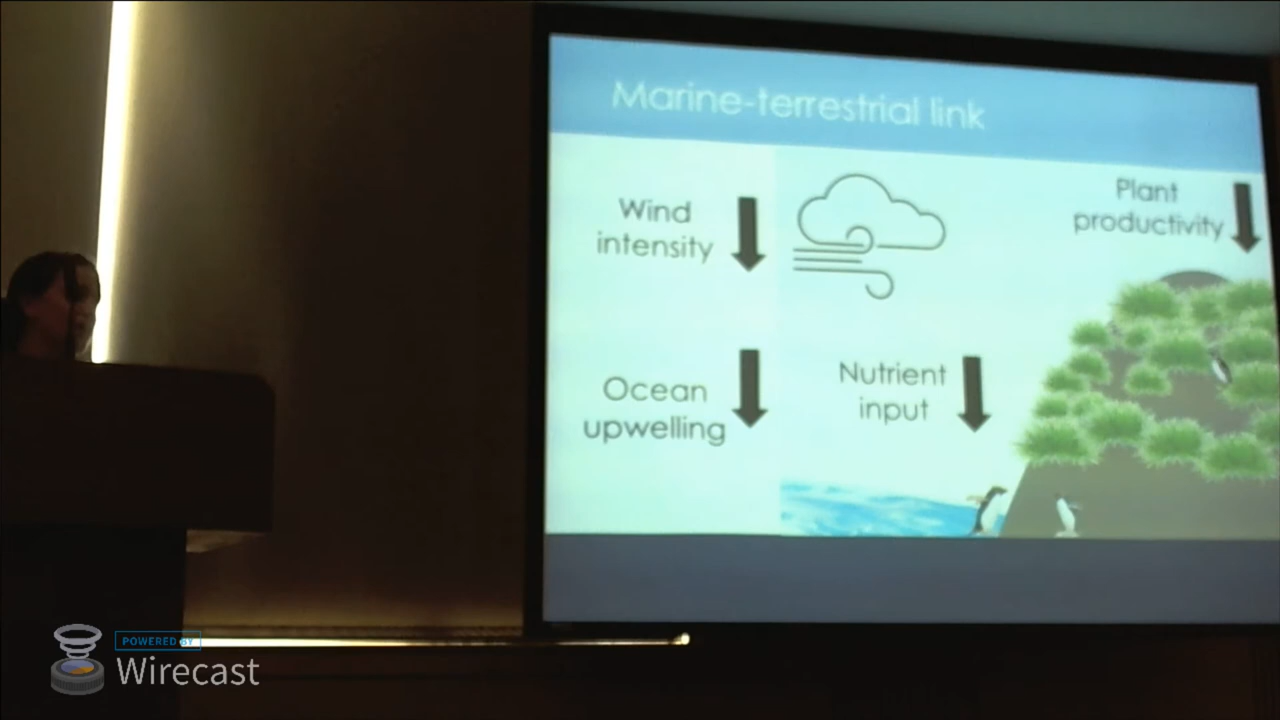 Marine-terrestrial link
Wind
intensity
Plant
productivity
Ocean
upwelling
Nutrient
input
POWERED BY
Wirecast